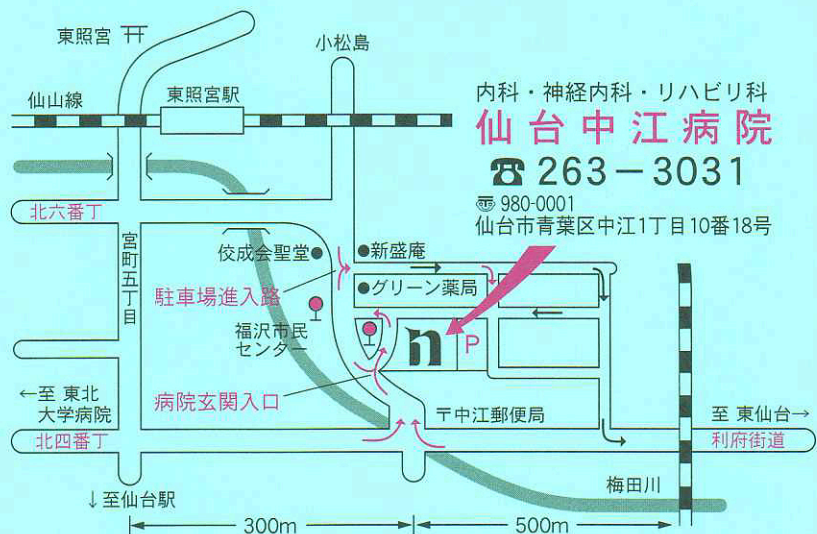 東照宮
小松島
仙山線
東照宮駅
内科・神経内科・リハビリ科
仙台中江病院
☎ 263-3031
〠 980-0001
仙台市青葉区中江1丁目10番18号
北六番丁
宮町五丁目
佼成会聖堂
新盛庵
駐車場進入路
グリーン薬局
福沢市民
センター
n
P
病院玄関入口
←至 東北
大学病院
北四番丁
〒中江郵便局
至 東仙台→
利府街道
↓至仙台駅
梅田川
300m
500m